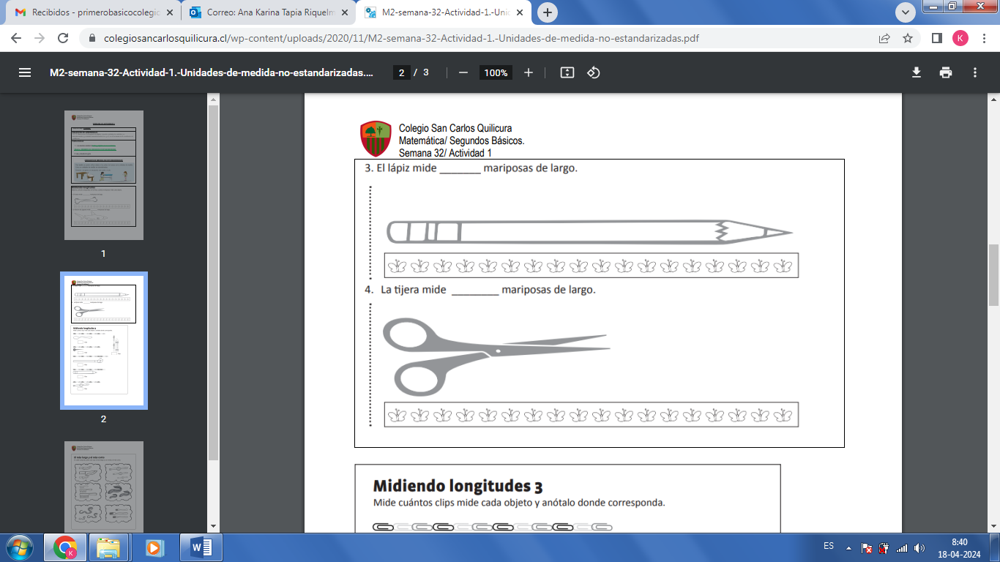 Recibidos - primerobasicocolegio
Correo: Ana Karina Tapia Riquelm
M2-semana-32-Actividad-1.-Unid
colegiosancarlosquilicura.cl/wp-content/uploads/2020/11/M2-semana-32-Actividad-1.-Unidades-de-medida-no-estandarizadas.pdf
K
M2-semana-32-Actividad-1.-Unidades-de-medida-no-estandarizadas....
2 / 3
100%
1
2
Colegio San Carlos Quilicura
Matemática/ Segundos Básicos.
Semana 32/ Actividad 1
3. El lápiz mide _______ mariposas de largo.
4. La tijera mide ________ mariposas de largo.
Midiendo longitudes 3
Mide cuántos clips mide cada objeto y anótalo donde corresponda.
K
W
ES
8:40
18-04-2024